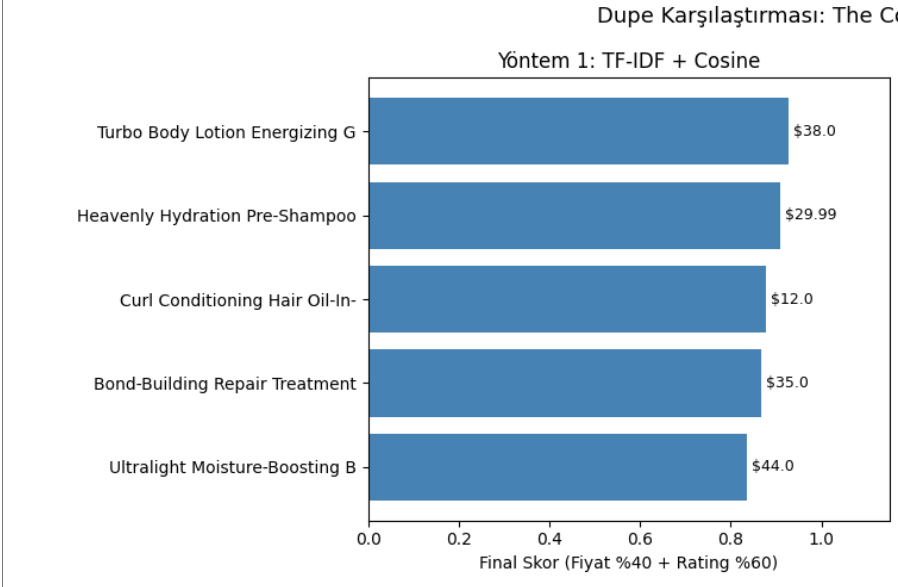 Dupe Karşılaştırması: The Co
Yöntem 1: TF-IDF + Cosine
Turbo Body Lotion Energizing G
$38.0
Heavenly Hydration Pre-Shampoo
$29.99
Curl Conditioning Hair Oil-In-
$12.0
Bond-Building Repair Treatment
$35.0
Ultralight Moisture-Boosting B
$44.0
0.0 0.2 0.4 0.6 0.8 1.0
Final Skor (Fiyat %40 + Rating %60)